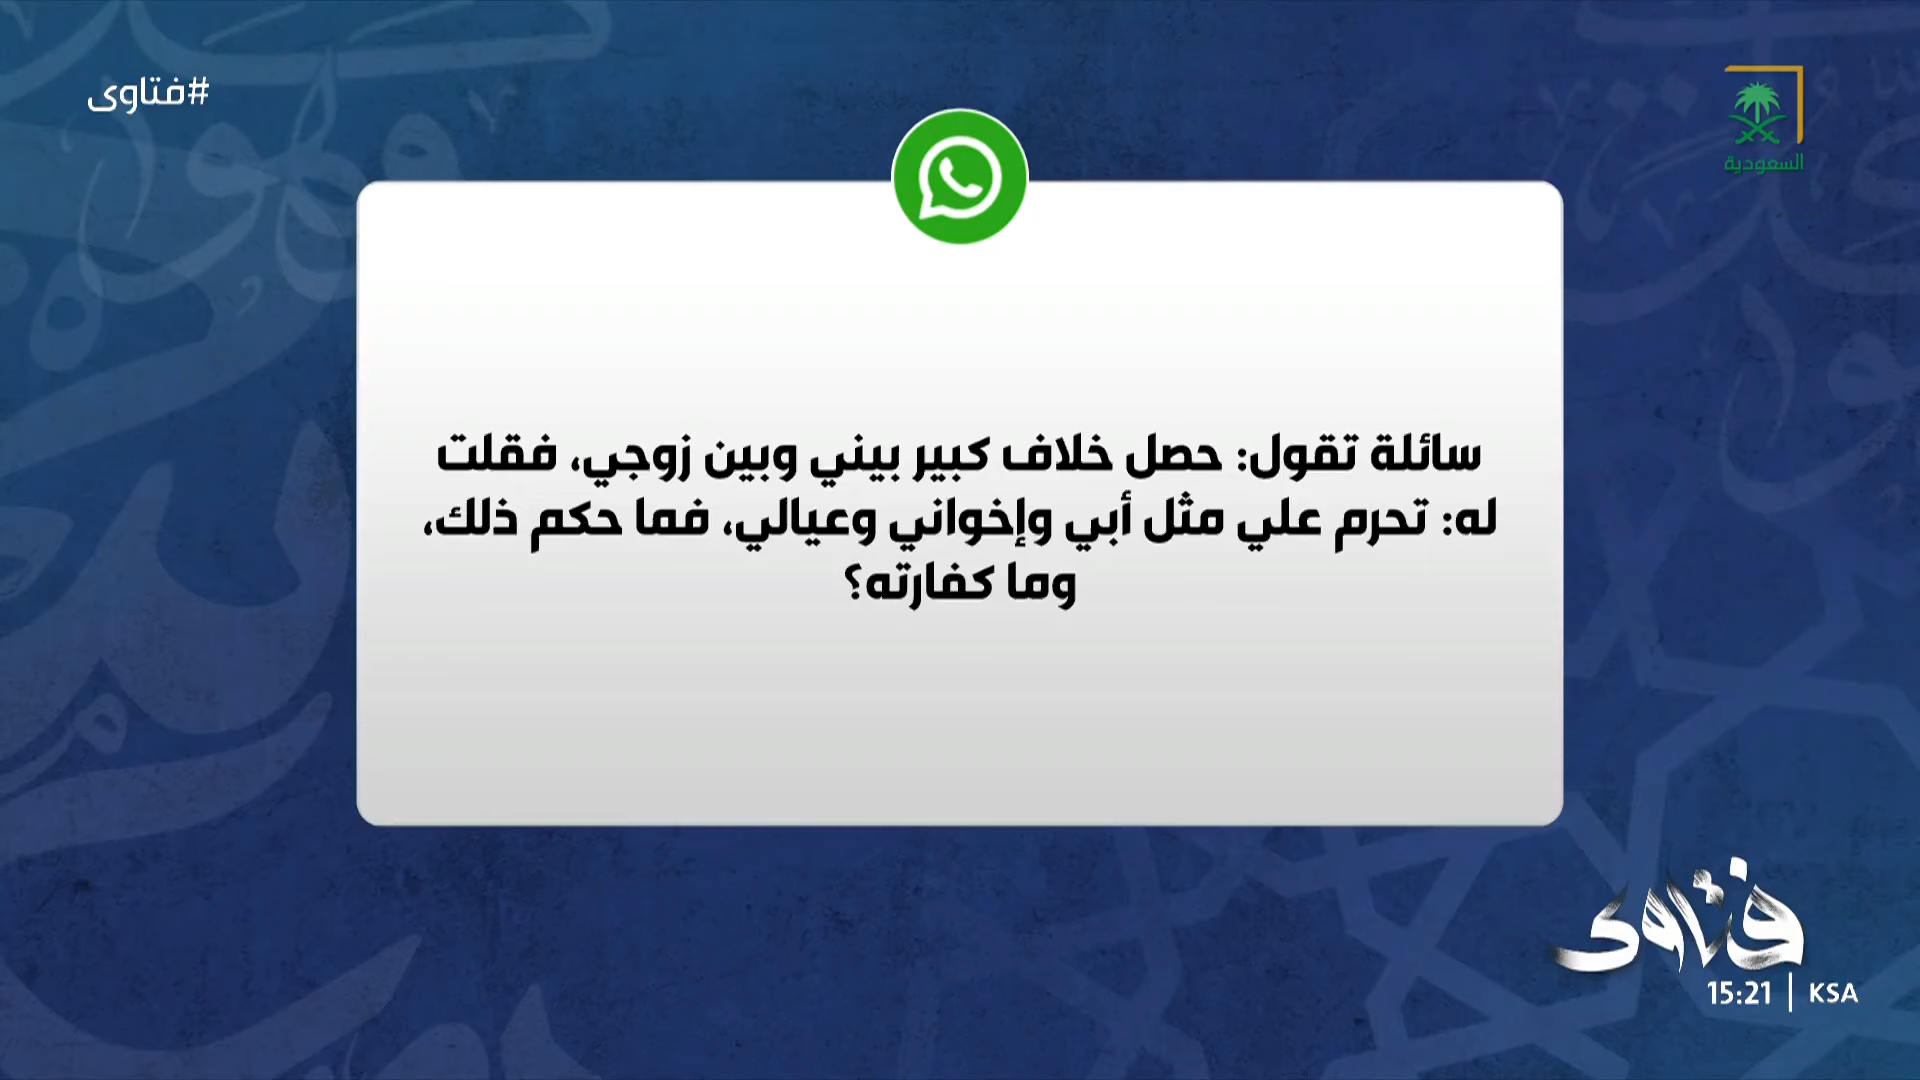 #فتاوى
السعودية
سائلة تقول: حصل خلاف كبير بيني وبين زوجي، فقلت
له: تحرم علي مثل أبي وإخواني وعيالي، فما حكم ذلك،
وما كفارته؟
فتاوى
15:21 | KSA